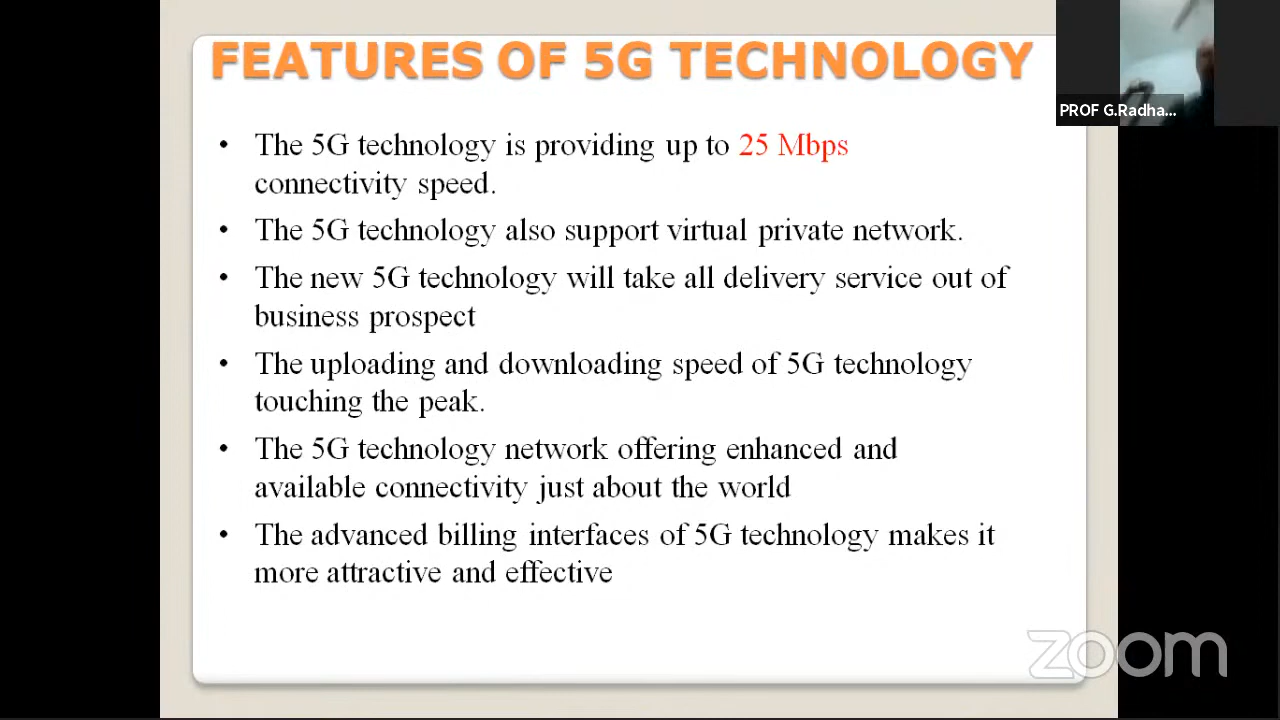 FEATURES OF 5G TECHNOLOGY
PROF G.Radha...
• The 5G technology is providing up to 25 Mbps
connectivity speed.
• The 5G technology also support virtual private network.
• The new 5G technology will take all delivery service out of
business prospect
• The uploading and downloading speed of 5G technology
touching the peak.
• The 5G technology network offering enhanced and
available connectivity just about the world
• The advanced billing interfaces of 5G technology makes it
more attractive and effective
zoom